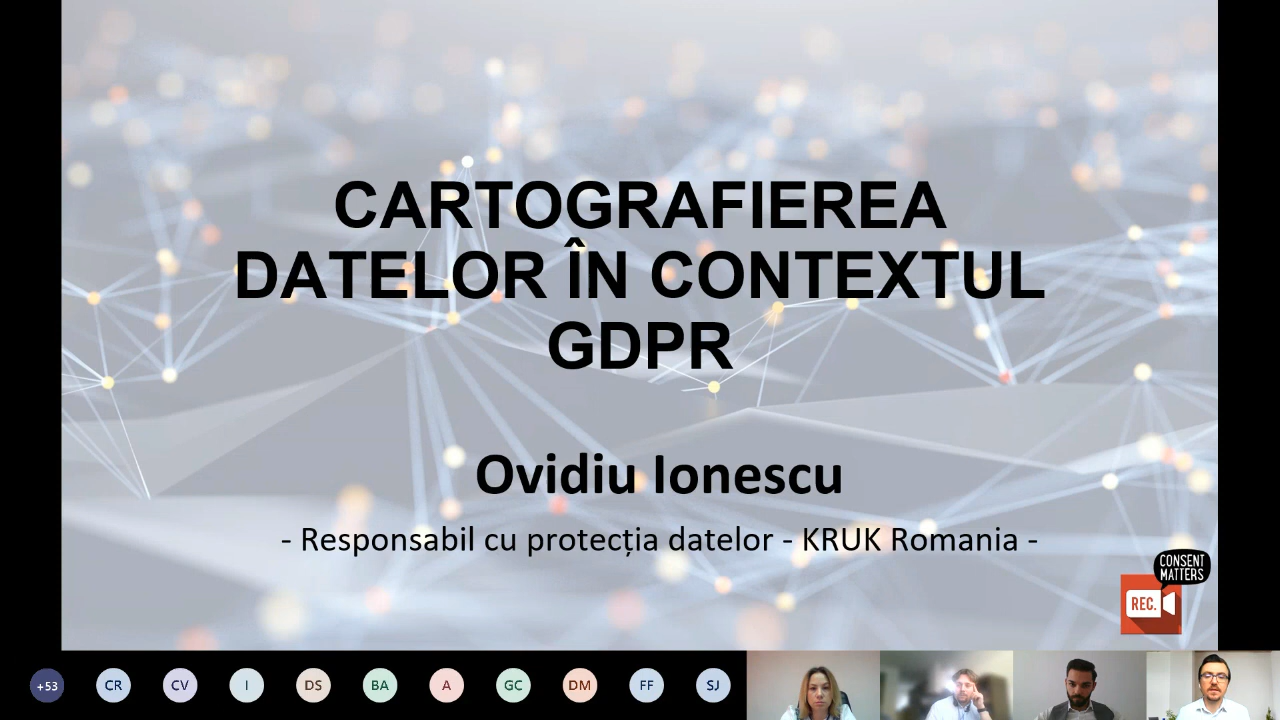 CARTOGRAFIEREA
DATELOR ÎN CONTEXTUL
GDPR
Ovidiu Ionescu
- Responsabil cu protecția datelor - KRUK Romania -
CONSENT
MATTERS
REC.
+53 CR CV I DS BA A GC DM FF SJ